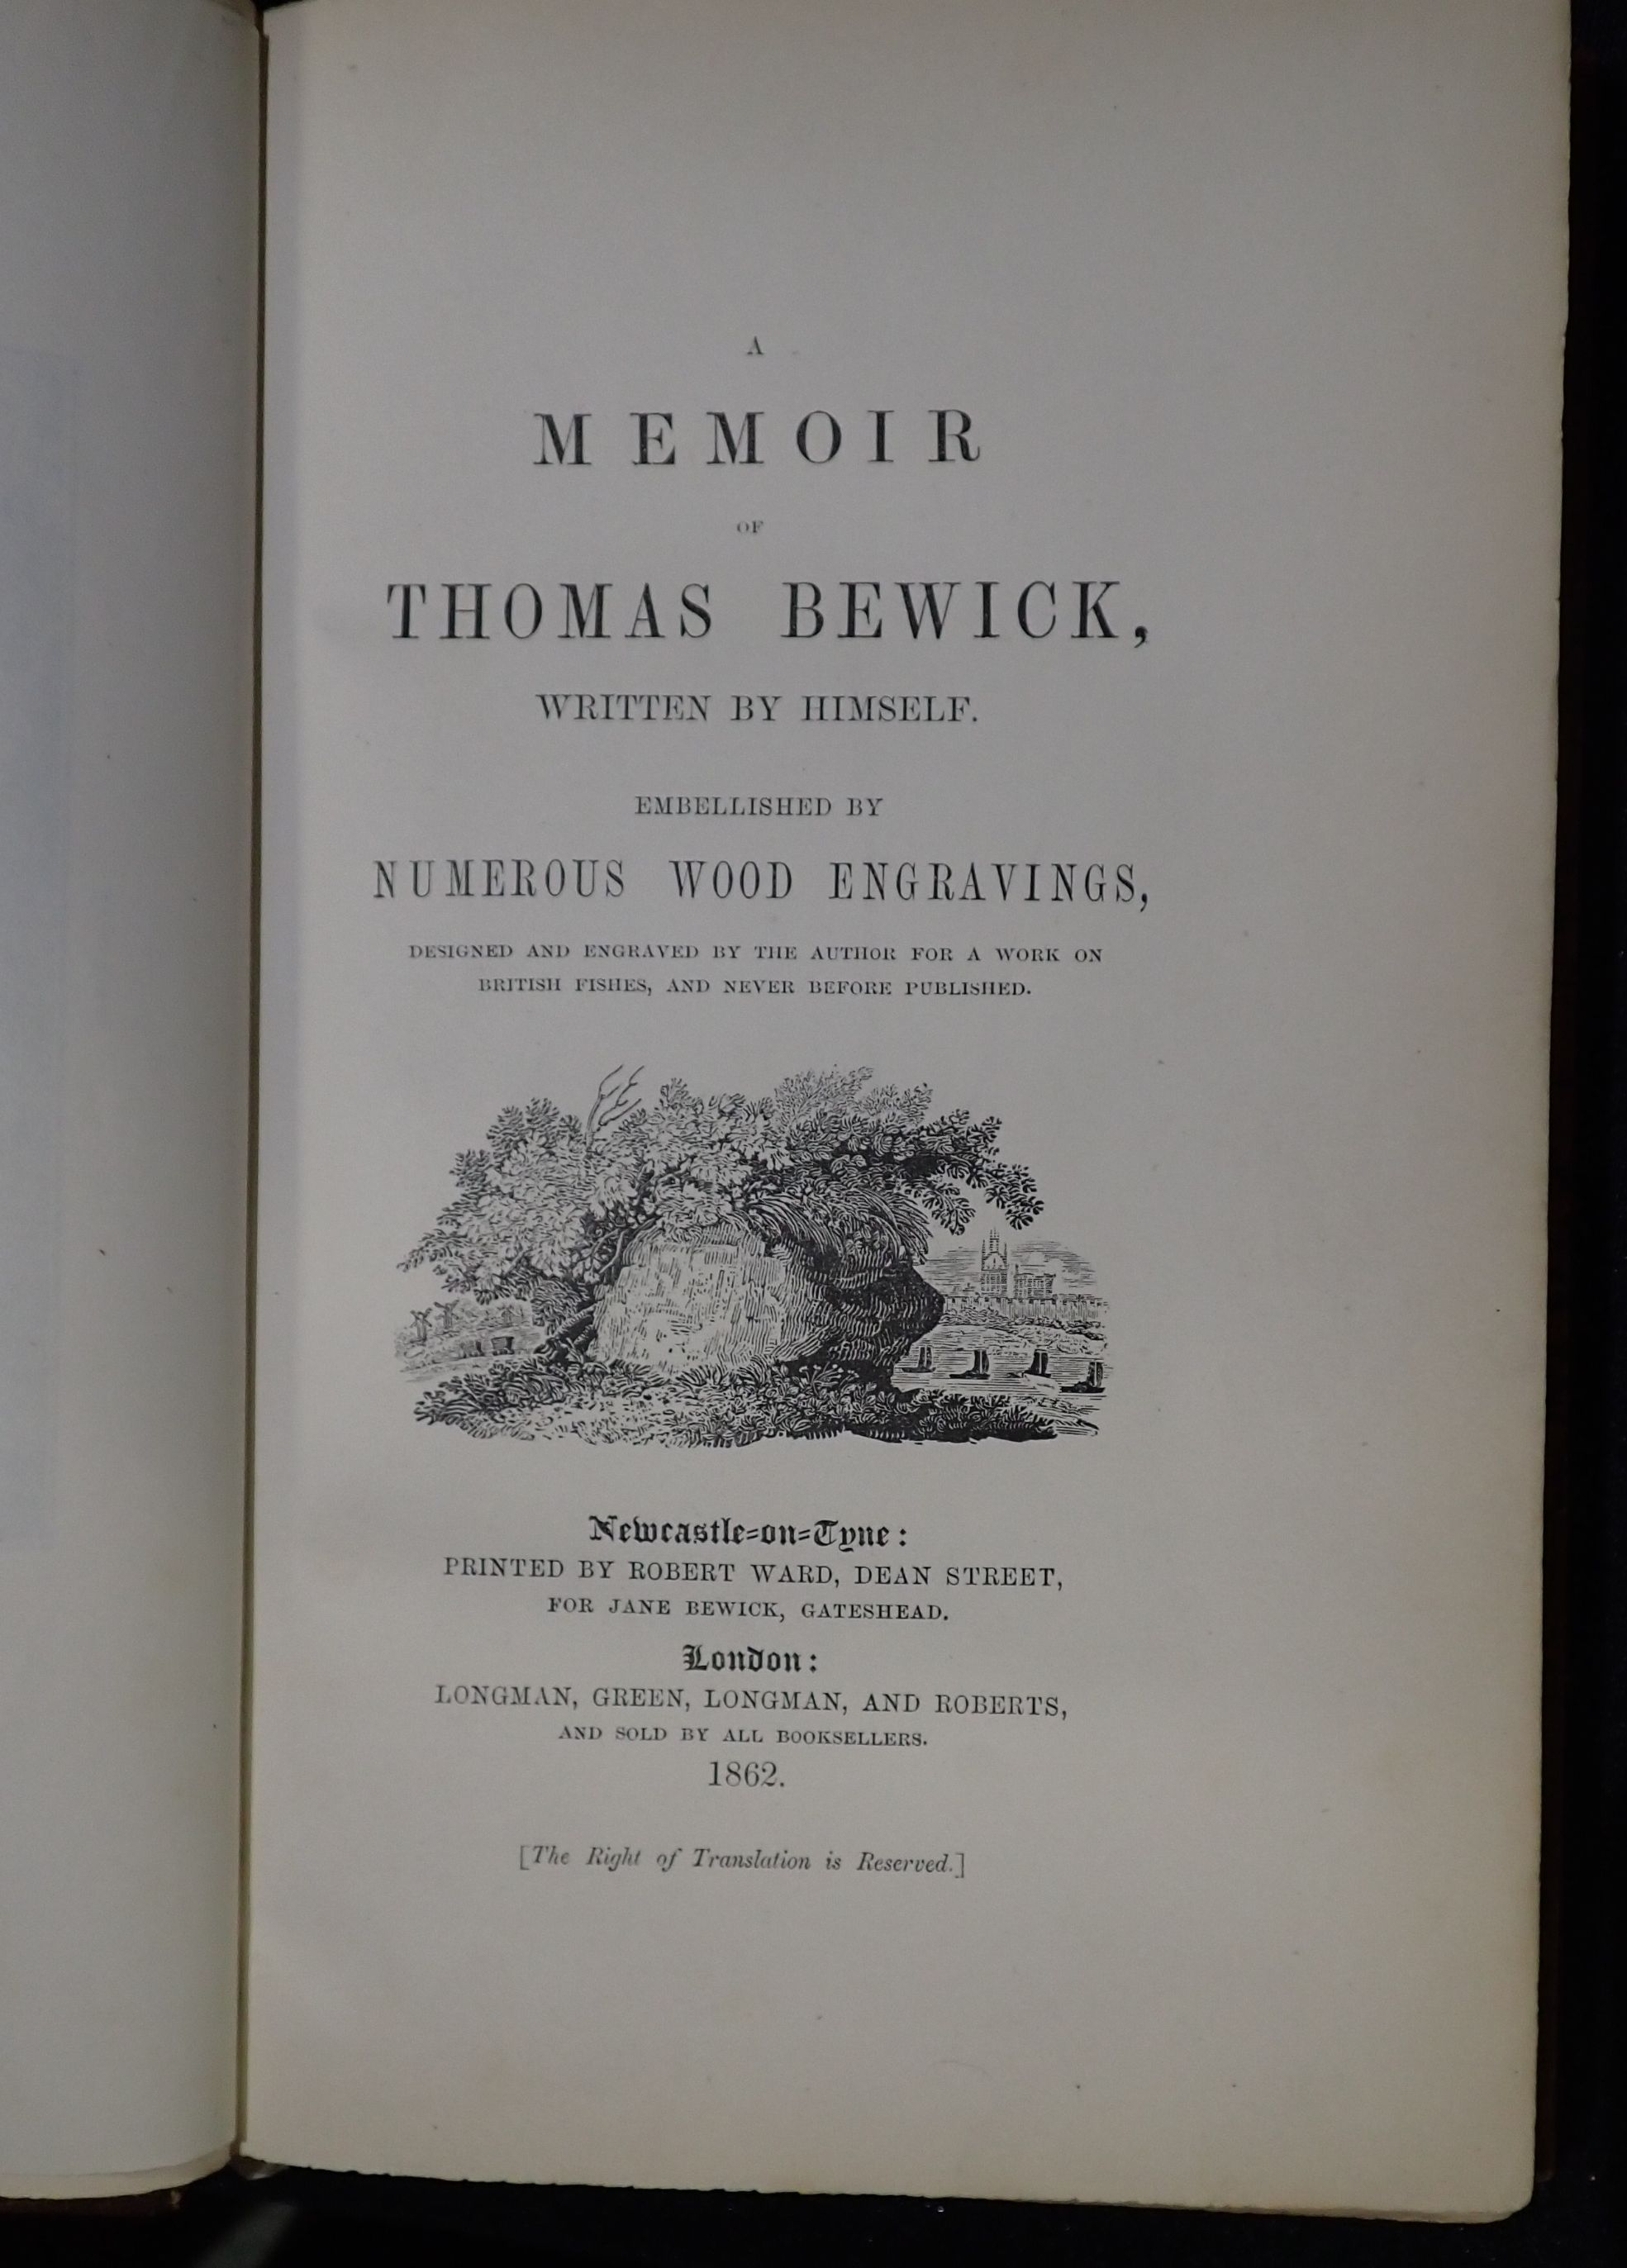 A
MEMOIR
OF
THOMAS BEWICK,
WRITTEN BY HIMSELF.
EMBELLISHED BY
NUMEROUS WOOD ENGRAVINGS,
DESIGNED AND ENGRAVED BY THE AUTHOR FOR A WORK ON
BRITISH FISHES, AND NEVER BEFORE PUBLISHED.
Newcastle=on=Tyne:
PRINTED BY ROBERT WARD, DEAN STREET,
FOR JANE BEWICK, GATESHEAD.
London:
LONGMAN, GREEN, LONGMAN, AND ROBERTS,
AND SOLD BY ALL BOOKSELLERS.
1862.
[The Right of Translation is Reserved.]